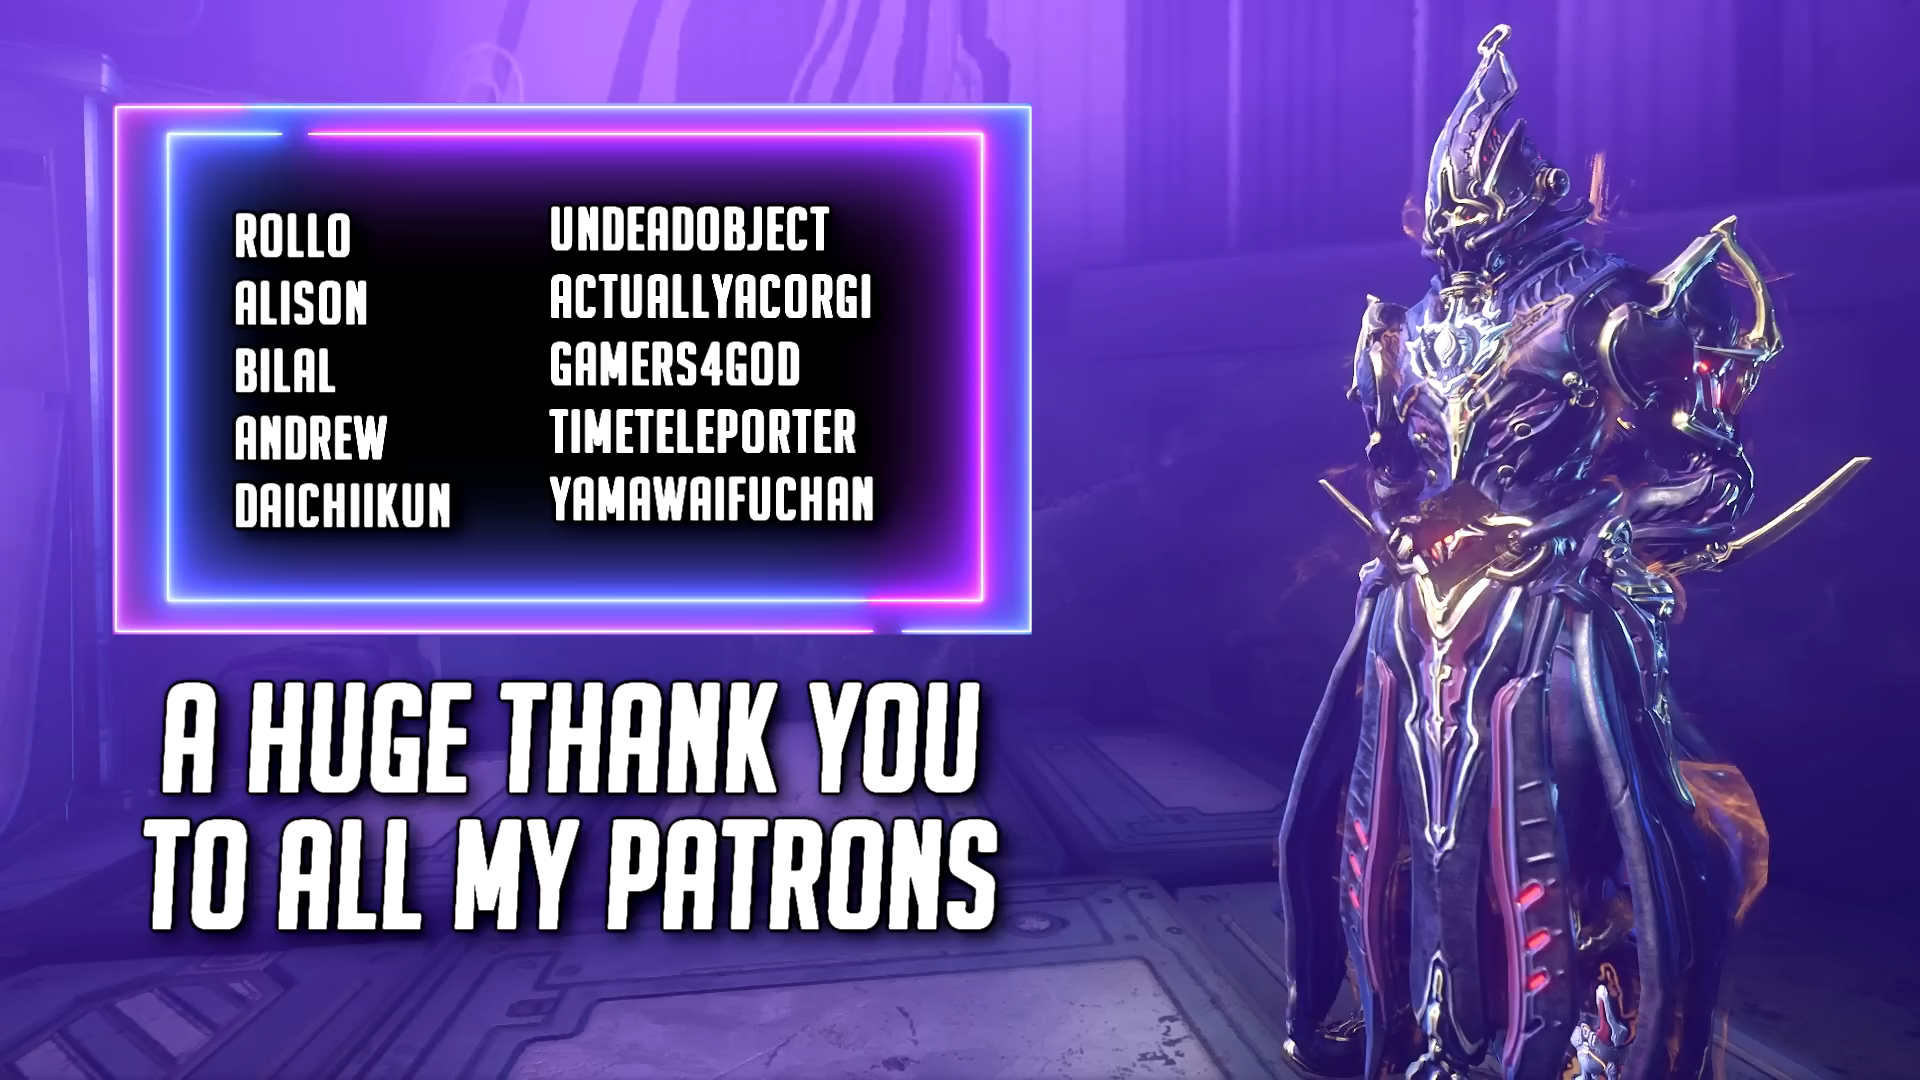 ROLLO
ALISON
BILAL
ANDREW
DAICHIIKUN
UNDEADOBJECT
ACTUALLYACORGI
GAMERS4GOD
TIMETELEPORTER
YAMAWAIFUCHAN
A HUGE THANK YOU
TO ALL MY PATRONS